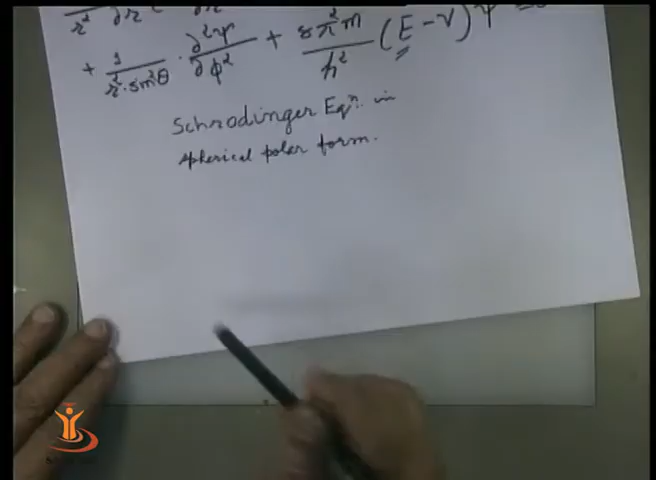 + 1/(r². sin²θ) · ∂²ψ/∂ϕ² + 8π²m/h² (E - V) ψ
Schrodinger Eqⁿ. in
spherical polar form.